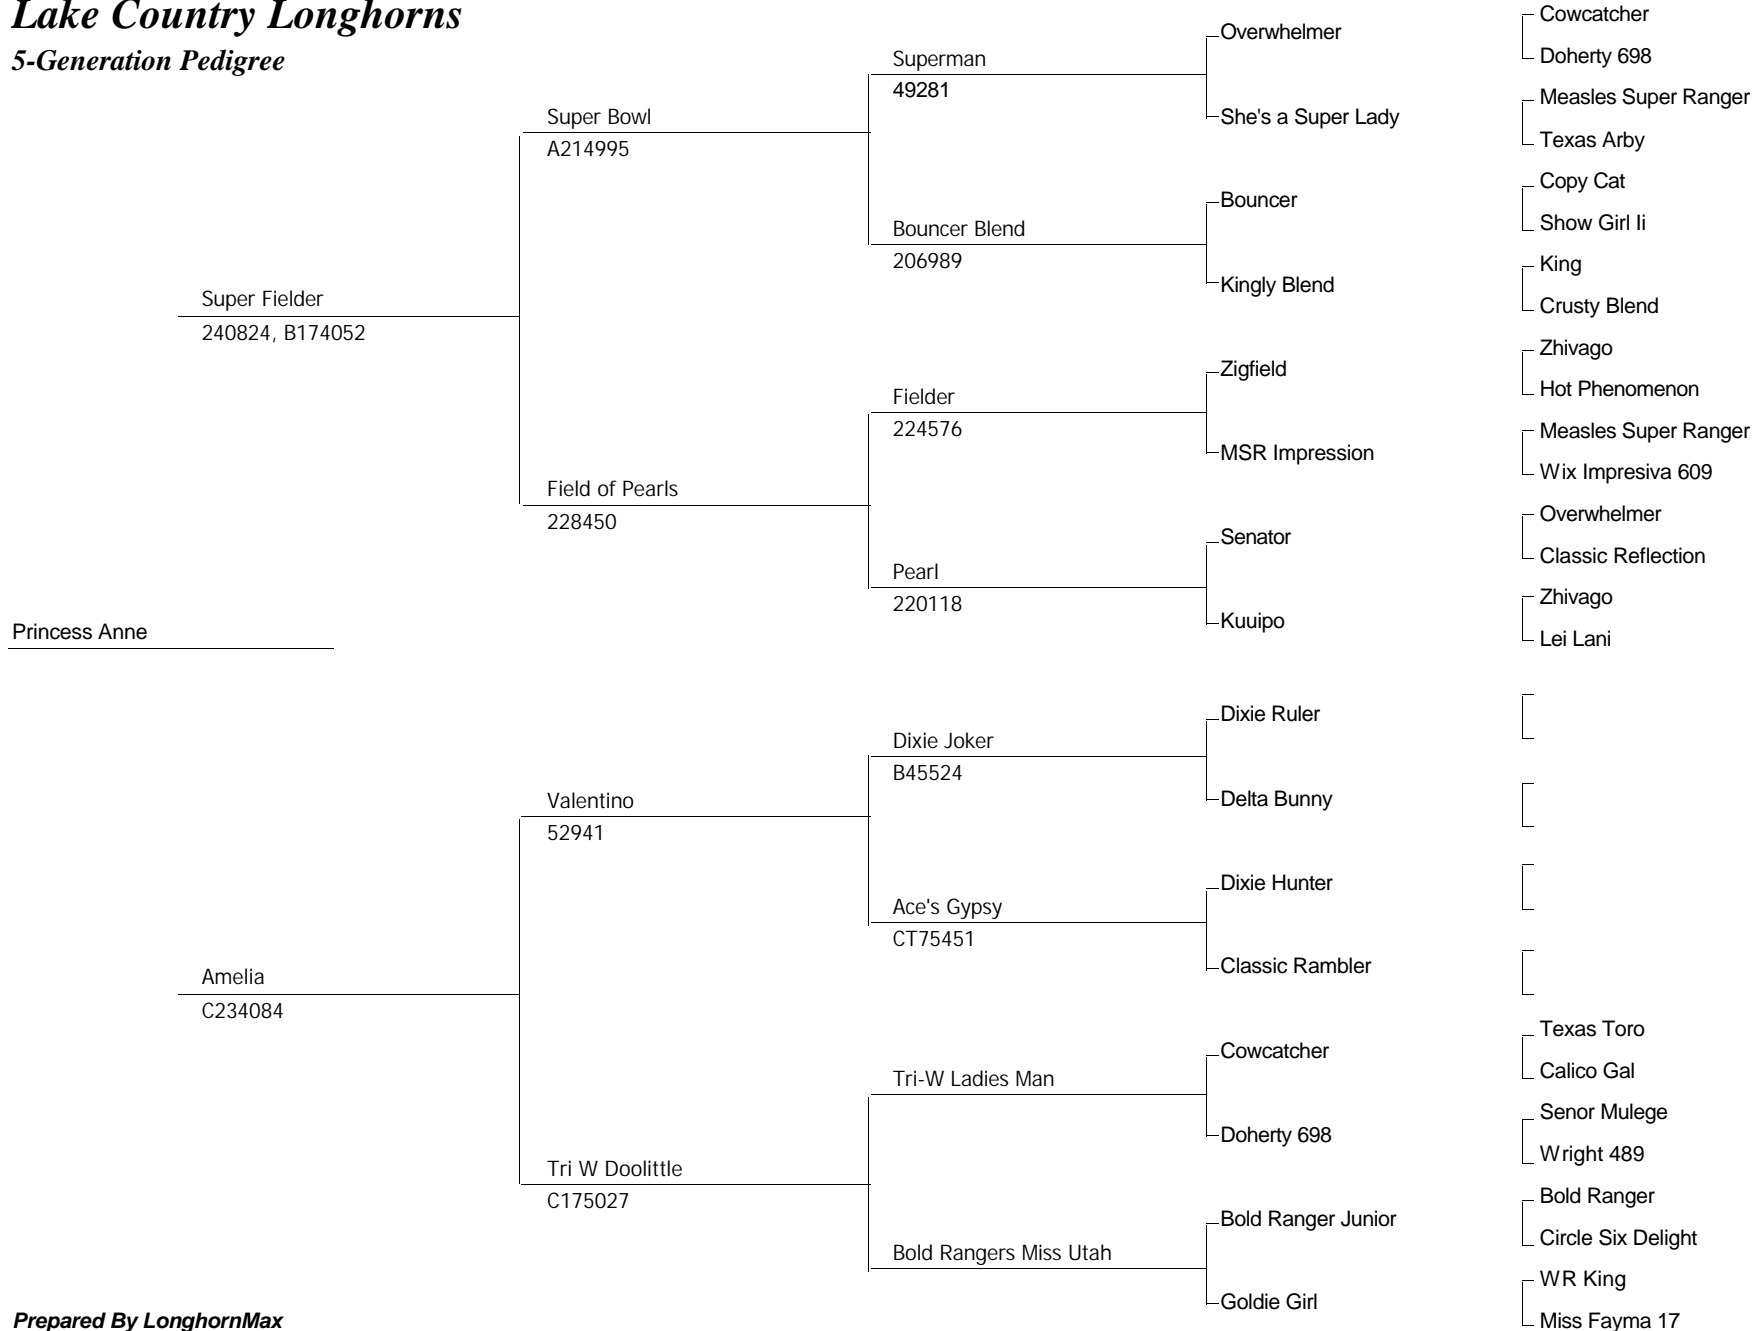 Lake Country Longhorns
5-Generation Pedigree
Princess Anne
Super Fielder
240824, B174052
Amelia
C234084
Super Bowl
A214995
Field of Pearls
228450
Valentino
52941
Tri W Doolittle
C175027
Superman
49281
Bouncer Blend
206989
Fielder
224576
Pearl
220118
Dixie Joker
B45524
Ace's Gypsy
CT75451
Tri-W Ladies Man
Bold Rangers Miss Utah
Overwhelmer
She's a Super Lady
Bouncer
Kingly Blend
Zigfield
MSR Impression
Senator
Kuuipo
Dixie Ruler
Delta Bunny
Dixie Hunter
Classic Rambler
Cowcatcher
Doherty 698
Bold Ranger Junior
Goldie Girl
Cowcatcher
Doherty 698
Measles Super Ranger
Texas Arby
Copy Cat
Show Girl Ii
King
Crusty Blend
Zhivago
Hot Phenomenon
Measles Super Ranger
Wix Impresiva 609
Overwhelmer
Classic Reflection
Zhivago
Lei Lani
Texas Toro
Calico Gal
Senor Mulege
Wright 489
Bold Ranger
Circle Six Delight
WR King
Miss Fayma 17
Prepared By LonghornMax